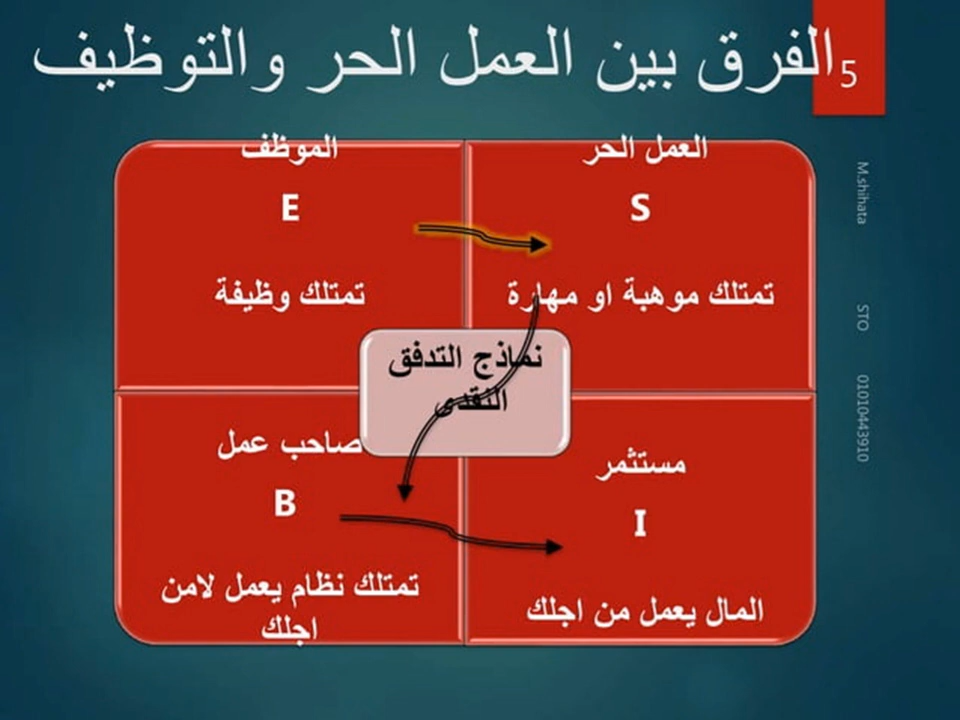 الفرق بين العمل الحر والتوظيف
5
العمل الحر
S
تمتلك موهبة او مهارة
الموظف
E
تمتلك وظيفة
نماذج التدفق
النقدى
مستثمر
I
المال يعمل من اجلك
صاحب عمل
B
تمتلك نظام يعمل لامن
اجلك
M.shihata STO 01010443910